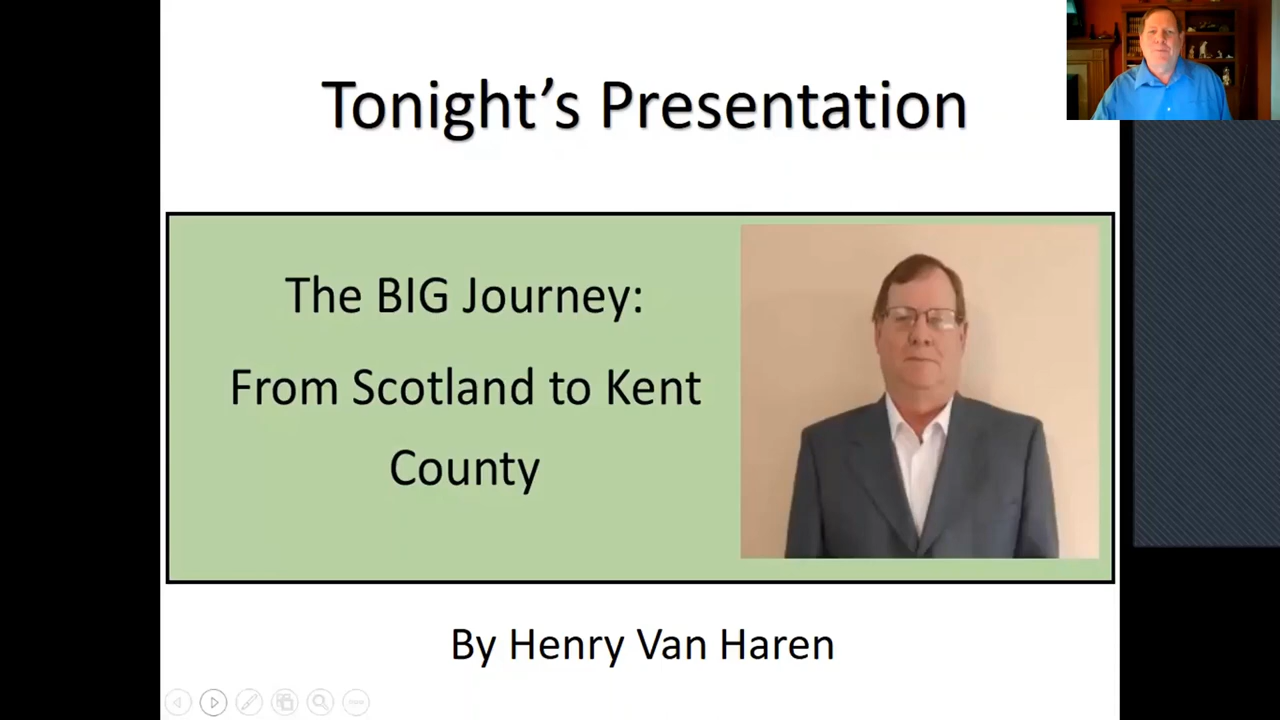 Tonight’s Presentation
The BIG Journey:
From Scotland to Kent
County
By Henry Van Haren